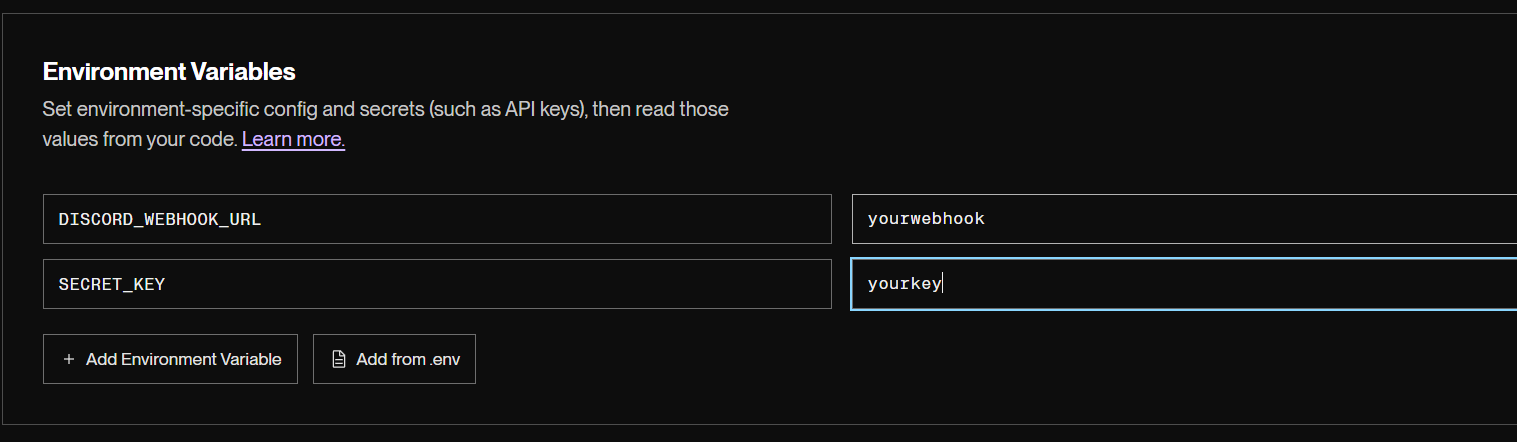 Environment Variables
Set environment-specific config and secrets (such as API keys), then read those
values from your code. Learn more.
DISCORD_WEBHOOK_URL yourwebhook
SECRET_KEY yourkey
+ Add Environment Variable Add from .env